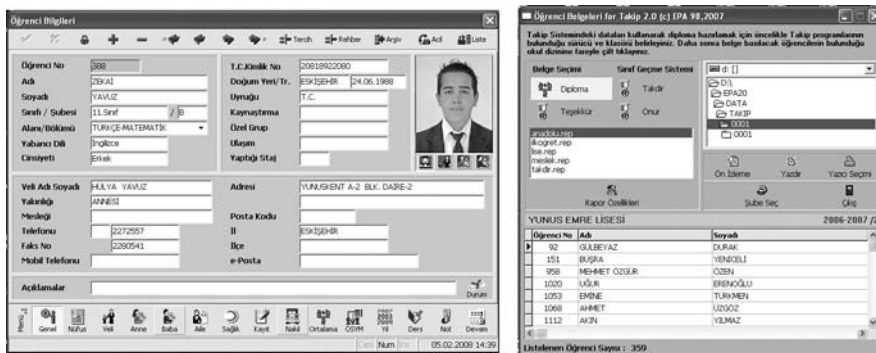 Öğrenci Bilgileri
Tercih
Rehber
Arşiv
Acil
Liste
Öğrenci No 388
Adı ZEKAİ
Soyadı YAVUZ
Sınıfı / Şubesi 11.Sınıf / B
Alanı/Bölümü TÜRKÇE-MATEMATİK
Yabancı Dili İngilizce
Cinsiyeti Erkek
T.C.Kimlik No 20818922080
Doğum Yeri/Tr. ESKİŞEHİR 24.06.1988
Uyruğu T.C.
Kaynaştırma
Özel Grup
Ulaşım
Yaptığı Staj
Veli Adı Soyadı HÜLYA YAVUZ
Yakınlığı ANNESİ
Mesleği
Telefonu 2272557
Faks No 2280541
Mobil Telefonu
Adresi YUNUSKENT A-2 BLK. DAİRE-2
Posta Kodu
İl ESKİŞEHİR
İlçe
e-Posta
Açıklamalar
Durum
Menü
Genel
Nüfus
Veli
Anne
Baba
Aile
Sağlık
Kayıt
Nakil
Ortalama
ÖSYM
Yıl
Ders
Not
Devam
Num
05.02.2008 14:39
Öğrenci Belgeleri for Takip 2.0 (c) EPA 98,2007
Takip Sistemindeki dataları kullanarak diploma hazırlamak için öncelikle Takip programlarının
bulunduğu sürücü ve klasörü belirleyiniz. Daha sonra belge basılacak öğrencilerin bulunduğu
okul dizinine fareyle çift tıklayınız.
Belge Seçimi
Sınıf Geçme Sistemi
Diploma
Takdir
Teşekkür
Onur
anadolu.rep
ilkogret.rep
lise.rep
meslek.rep
takdir.rep
Rapor Özellikleri
d: []
D:\
EPA20
DATA
TAKIP
0001
0001
Ön İzleme
Yazdır
Yazıcı Seçimi
Şube Seç
Çıkış
YUNUS EMRE LİSESİ
2006-2007 /2
Öğrenci No Adı Soyadı
92 GÜLBEYAZ DURAK
151 BÜŞRA YENİCELİ
958 MEHMET ÖZGÜR ÖZEN
1020 UĞUR ERENOĞLU
1053 EMİNE TÜRKMEN
1068 AHMET UZGÖZ
1112 AKIN YILMAZ
Listelenen Öğrenci Sayısı : 359